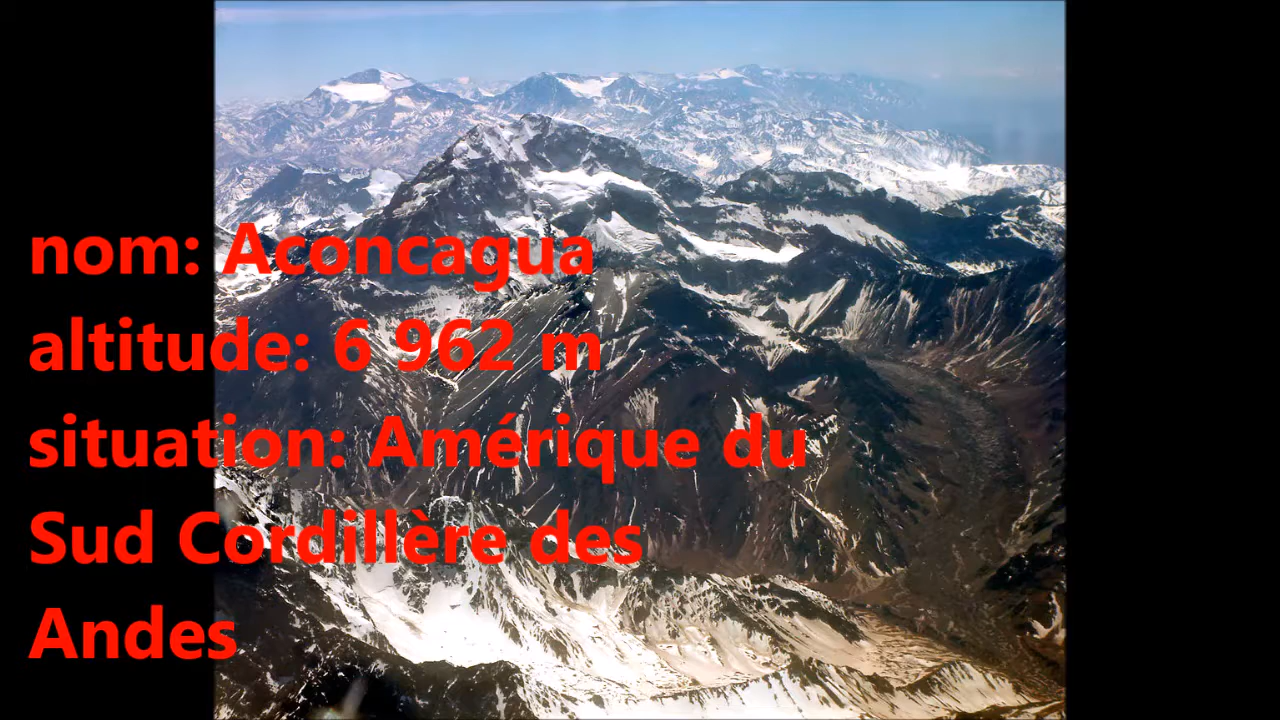 nom: Aconcagua
altitude: 6 962 m
situation: Amérique du
Sud Cordillère des
Andes